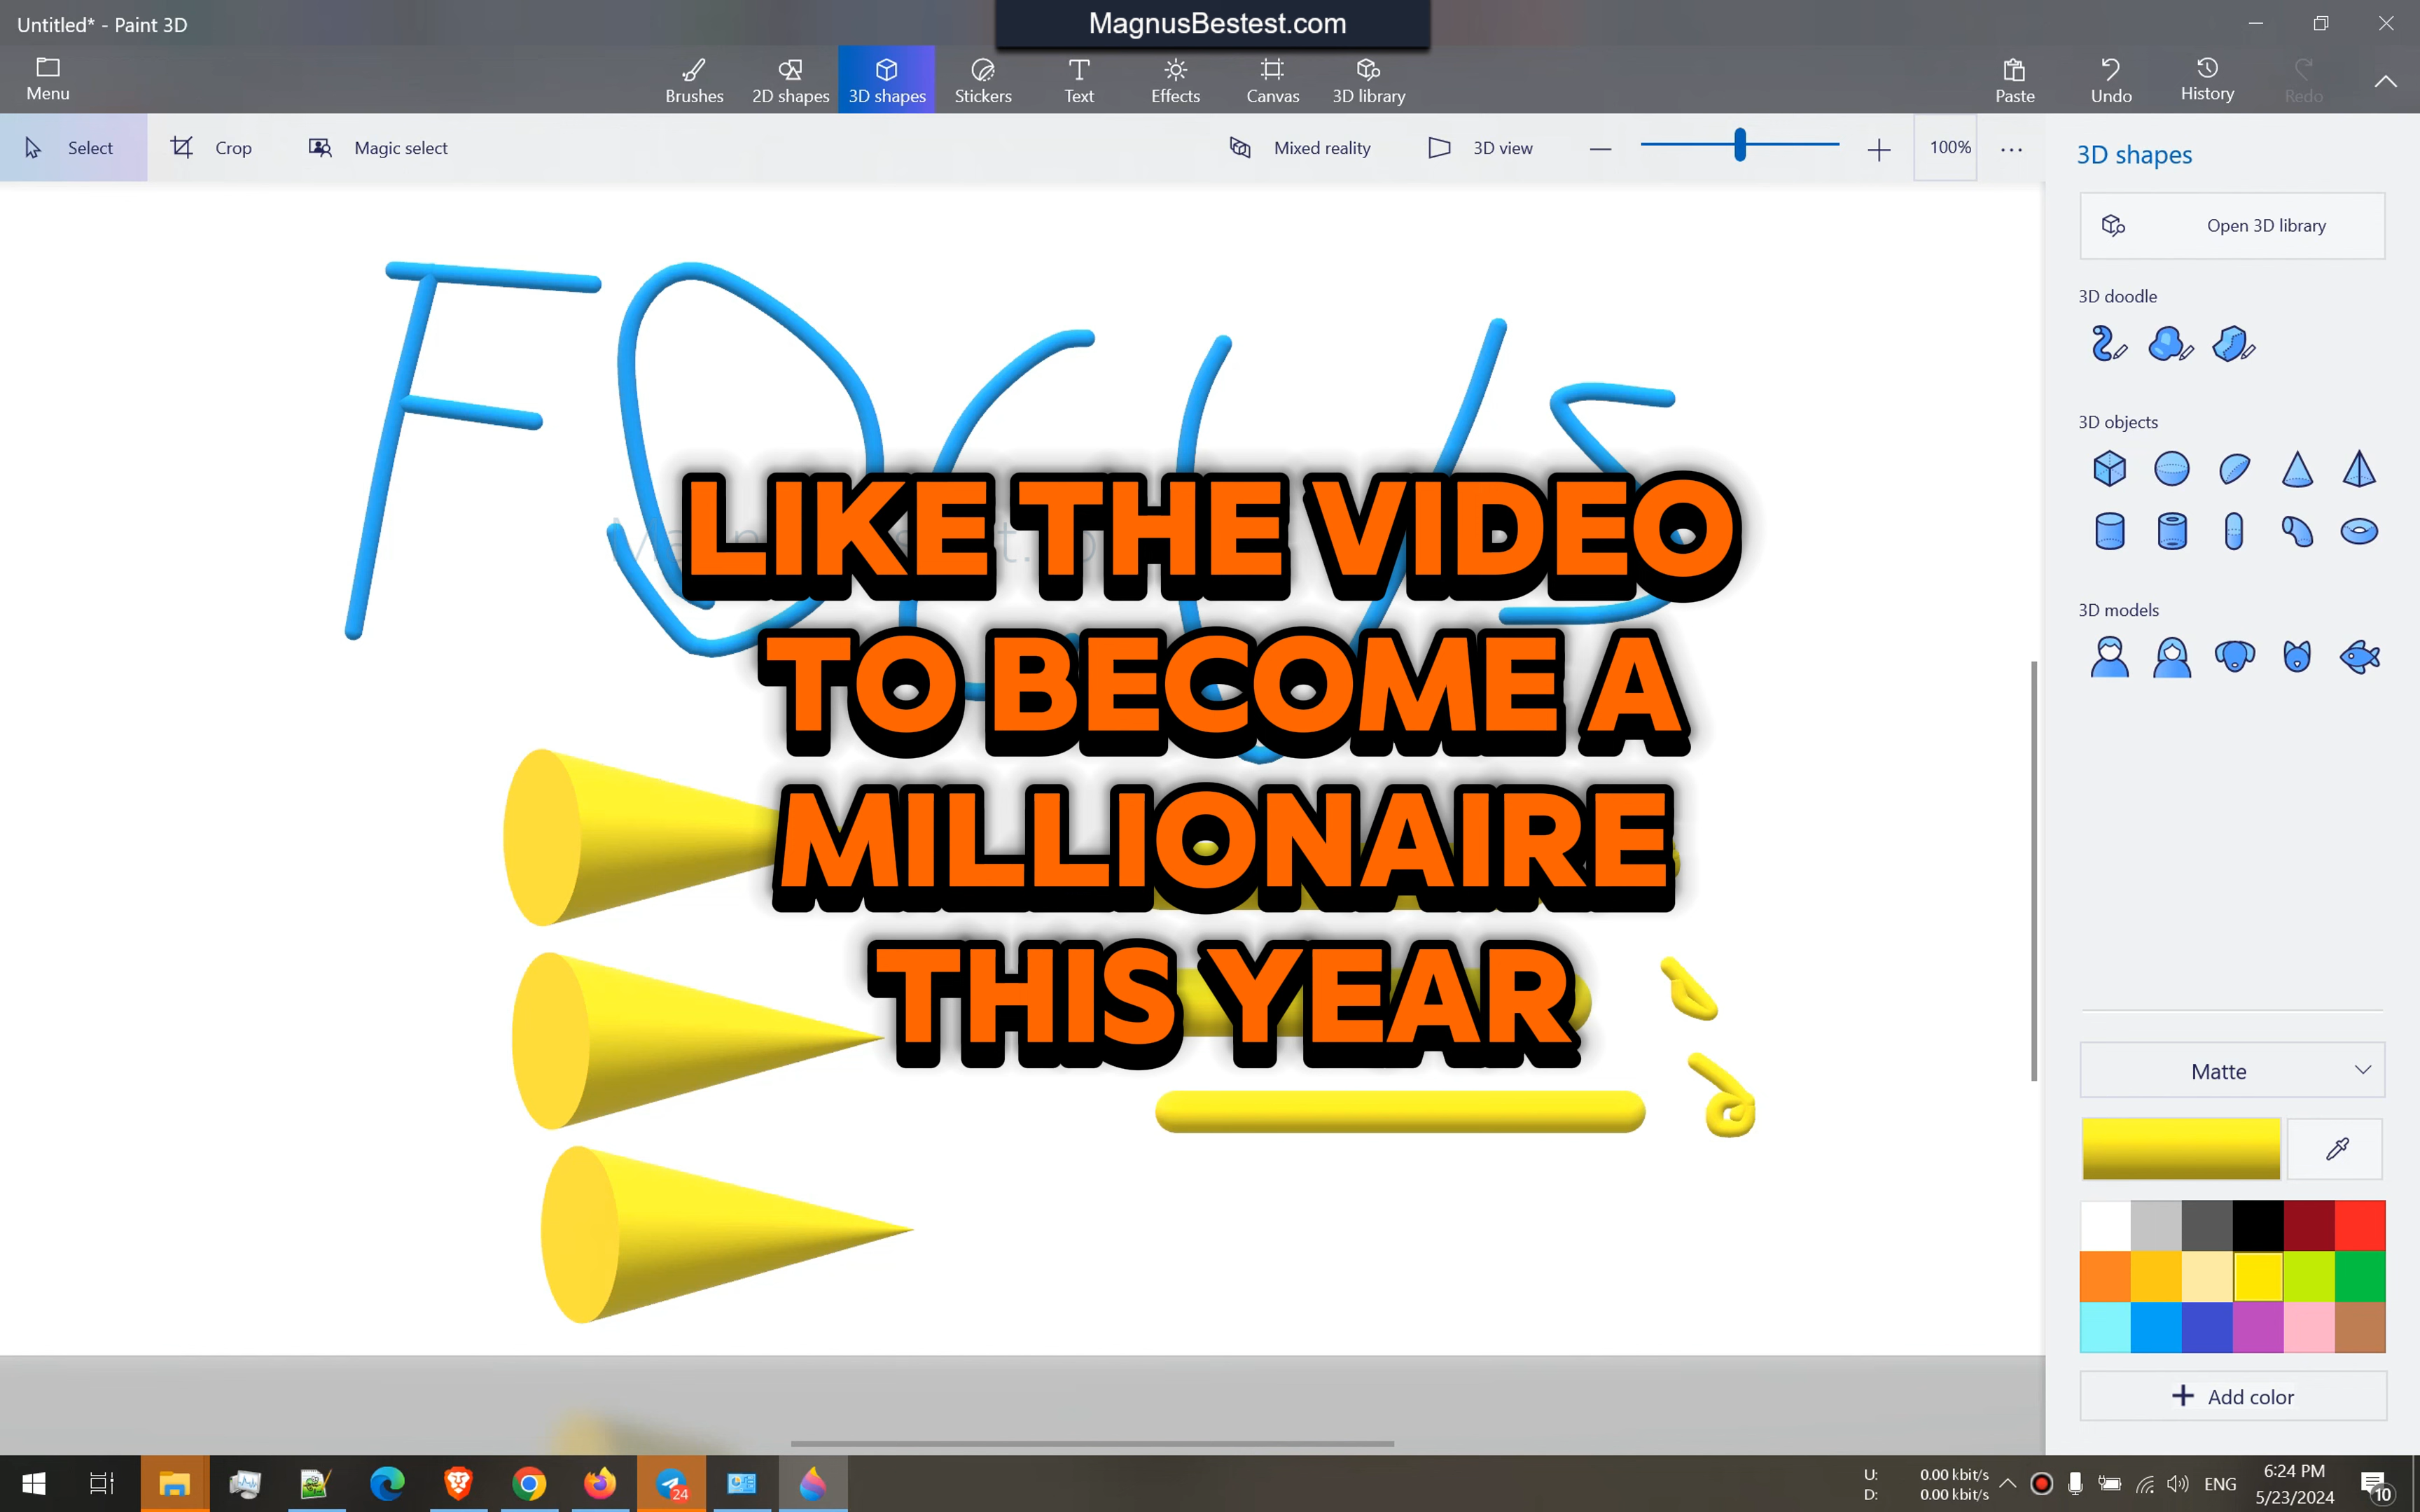 Untitled* - Paint 3D
MagnusBestest.com
Menu
Brushes
2D shapes
3D shapes
Stickers
Text
Effects
Canvas
3D library
Paste
Undo
History
Redo
Select
Crop
Magic select
Mixed reality
3D view
100%
3D shapes
Open 3D library
3D doodle
3D objects
3D models
FOCUS
LIKE THE VIDEO
TO BECOME A
MILLIONAIRE
THIS YEAR
Matte
Add color
24
U: 0.00 kbit/s
D: 0.00 kbit/s
ENG
6:24 PM
5/23/2024
10